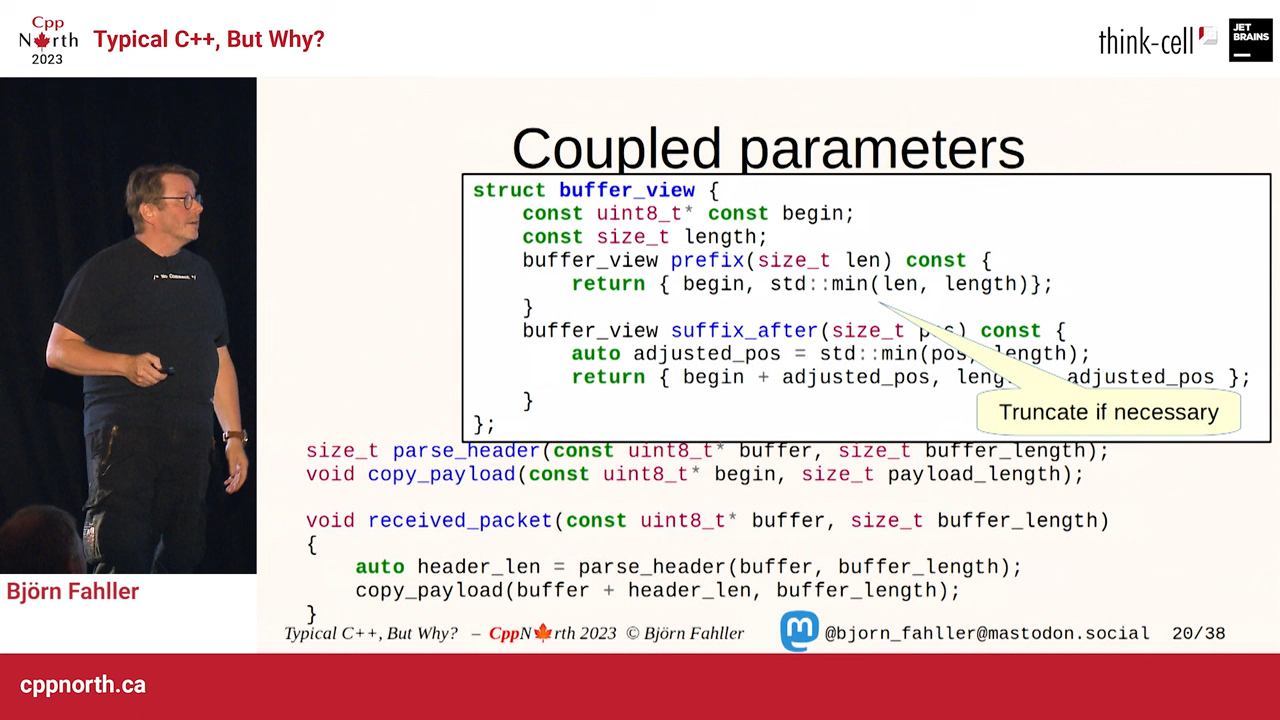 Cpp
North
2023
Typical C++, But Why?
think-cell
JET
BRAINS
/* No Comment. */
Coupled parameters
struct buffer_view {
    const uint8_t* const begin;
    const size_t length;
    buffer_view prefix(size_t len) const {
        return { begin, std::min(len, length)};
    }
    buffer_view suffix_after(size_t pos) const {
        auto adjusted_pos = std::min(pos, length);
        return { begin + adjusted_pos, leng adjusted_pos };
    }
};
Truncate if necessary
size_t parse_header(const uint8_t* buffer, size_t buffer_length);
void copy_payload(const uint8_t* begin, size_t payload_length);
void received_packet(const uint8_t* buffer, size_t buffer_length)
{
    auto header_len = parse_header(buffer, buffer_length);
    copy_payload(buffer + header_len, buffer_length);
}
Typical C++, But Why? – CppN🍁rth 2023 © Björn Fahller
@bjorn_fahller@mastodon.social 20/38
Björn Fahller
cppnorth.ca